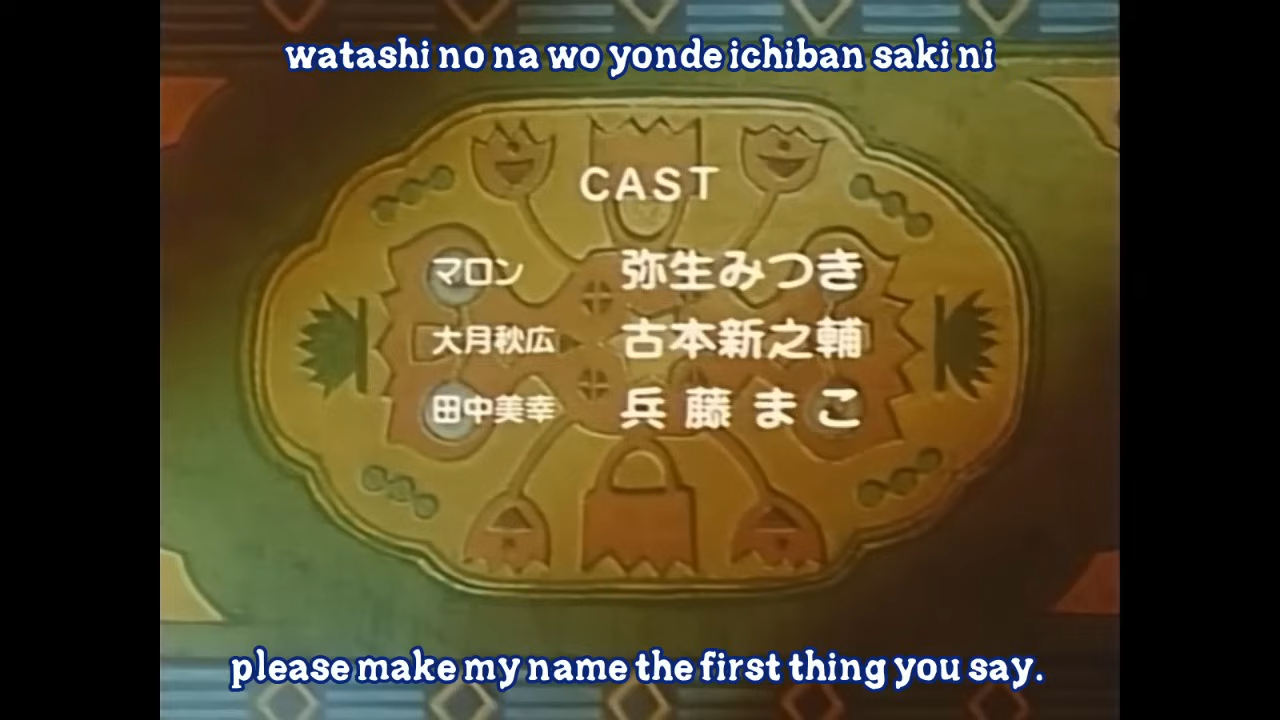 watashi no na wo yonde ichiban saki ni
CAST
マロン 弥生みつき
大月秋広 古本新之輔
田中美幸 兵藤まこ
please make my name the first thing you say.